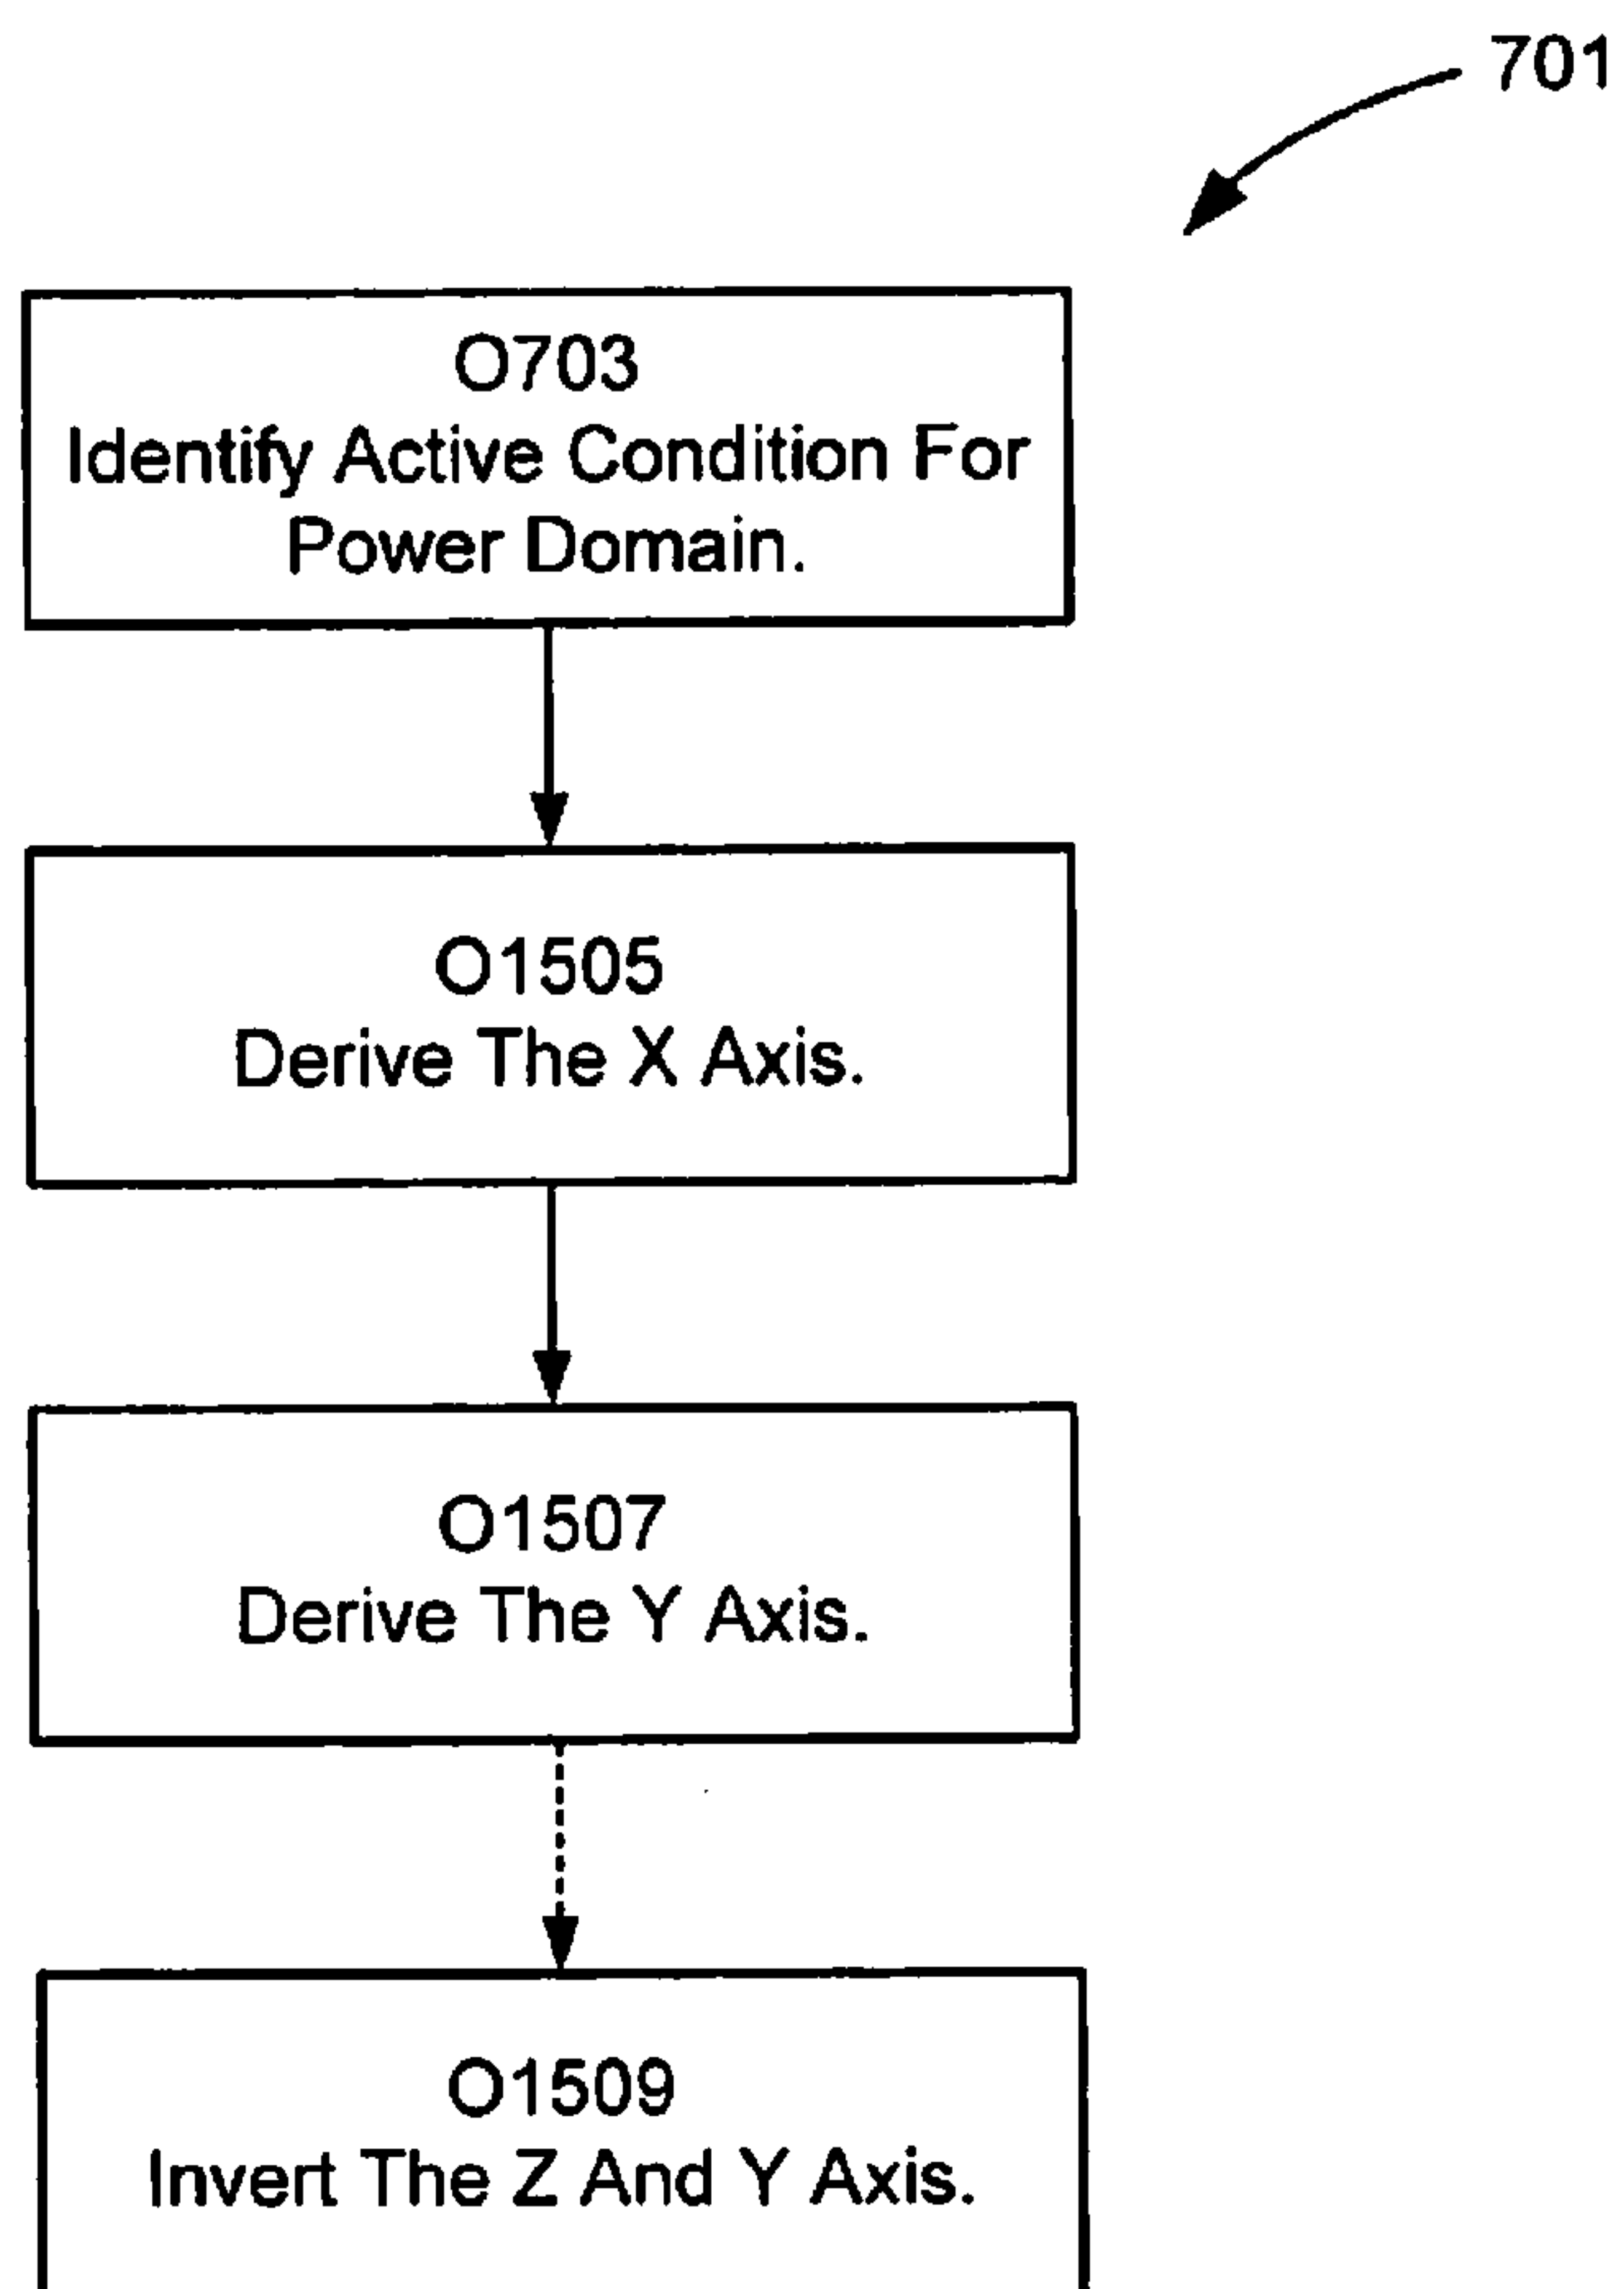 701
O703
Identify Active Condition For
Power Domain.
O1505
Derive The X Axis.
O1507
Derive The Y Axis.
O1509
Invert The Z And Y Axis.